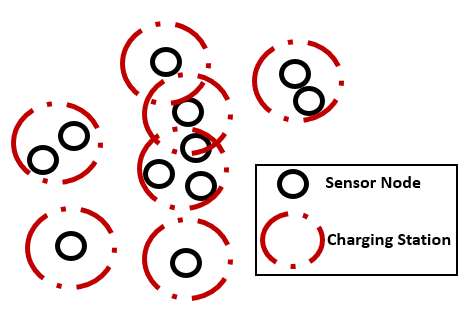 Sensor Node
Charging Station